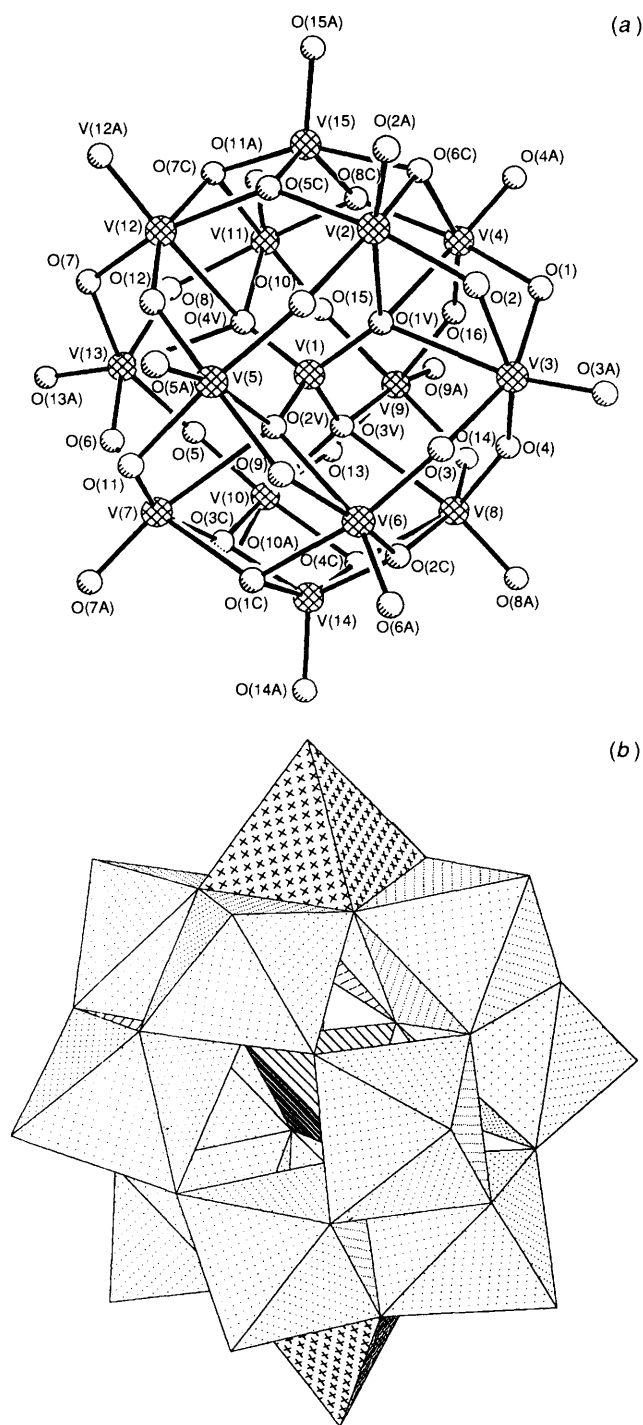 (a)
O(15A)
V(15) O(2A)
V(12A) O(11A) O(6C)
O(7C) O(8C) O(4A)
O(5C)
V(12) V(11) V(2) V(4)
O(7) O(12) O(10) O(2) O(1)
O(8) O(15) O(1V) O(16)
O(4V)
V(13) V(1) V(3) O(3A)
O(5A) V(5) V(9) O(9A)
O(13A)
O(2V) O(3V) O(14)
O(6) O(5) O(9) O(13) O(3) O(4)
O(11) V(10)
V(7) O(3C) V(6) V(8)
O(10A) O(4C) O(2C)
O(7A) O(1C) V(14) O(6A) O(8A)
O(14A)
(b)